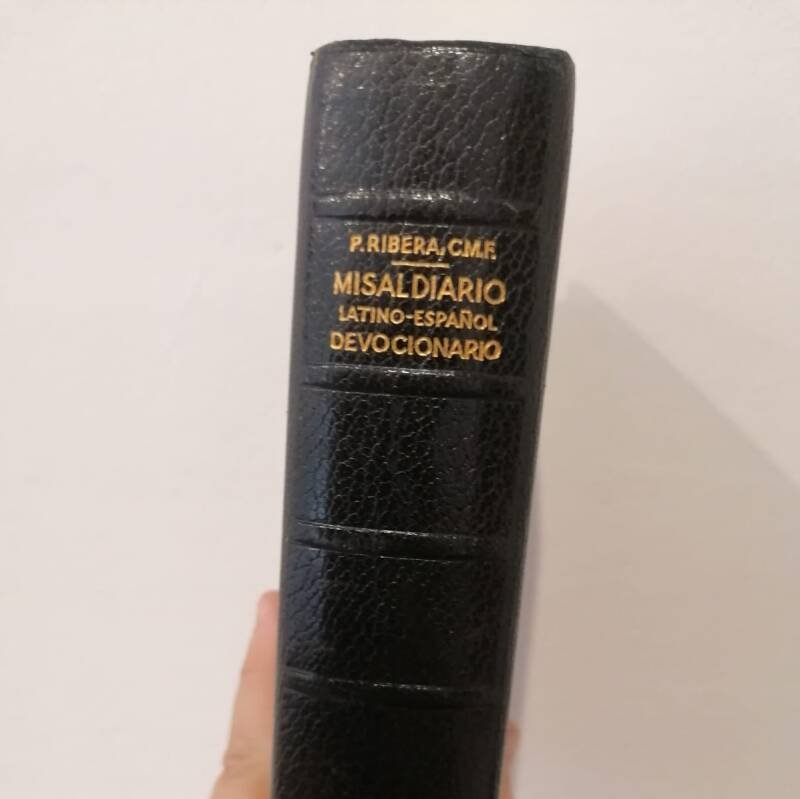 P. RIBERA, C.M.F.
MISAL DIARIO
LATINO-ESPAÑOL
DEVOCIONARIO